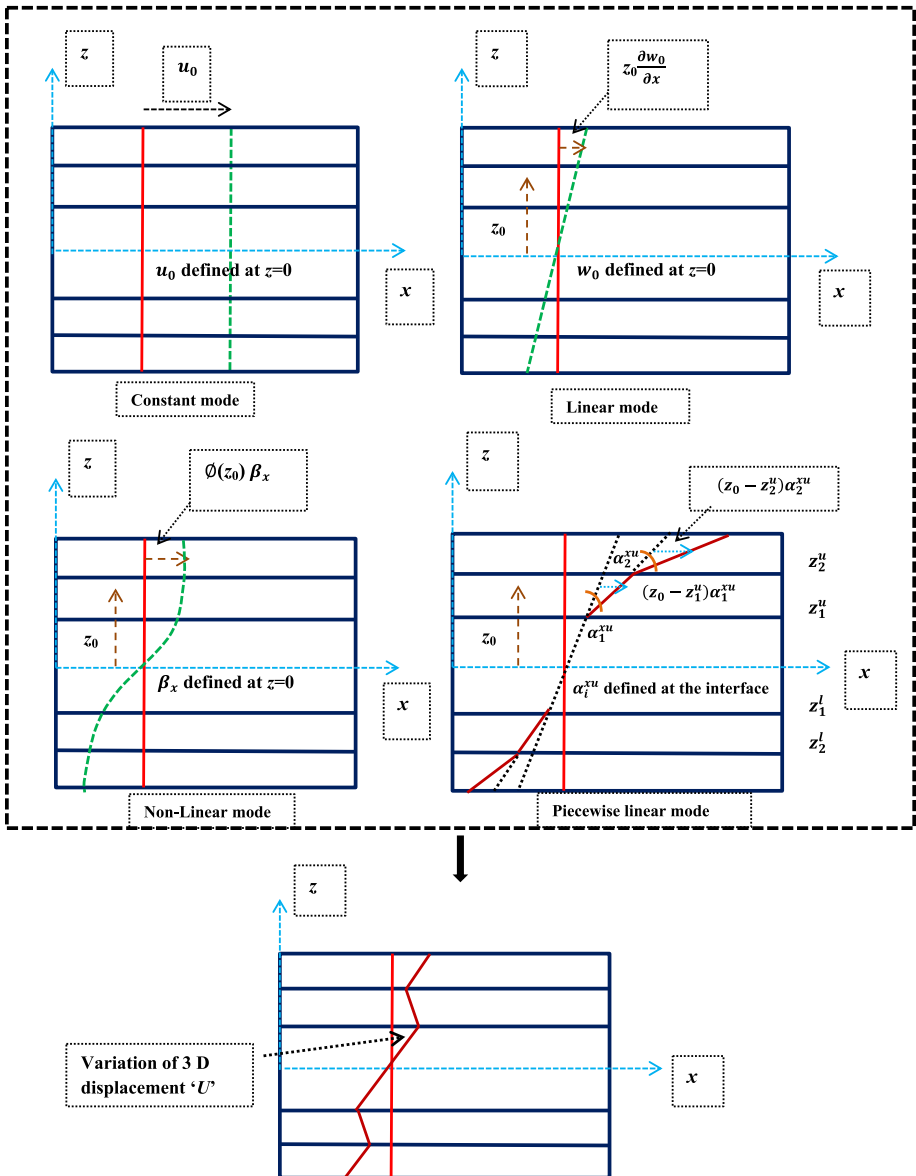 z
u₀
u₀ defined at z=0
x
Constant mode
z
z₀ ∂w₀/∂x
z₀
w₀ defined at z=0
x
Linear mode
z
∅(z₀) βₓ
z₀
βₓ defined at z=0
x
Non-Linear mode
z
(z₀ − z₂ᵘ)α₂ˣᵘ
α₂ˣᵘ
z₂ᵘ
(z₀ − z₁ᵘ)α₁ˣᵘ
z₁ᵘ
α₁ˣᵘ
z₀
x
αᵢˣᵘ defined at the interface
z₁ˡ
z₂ˡ
Piecewise linear mode
z
Variation of 3 D
displacement ‘U’
x